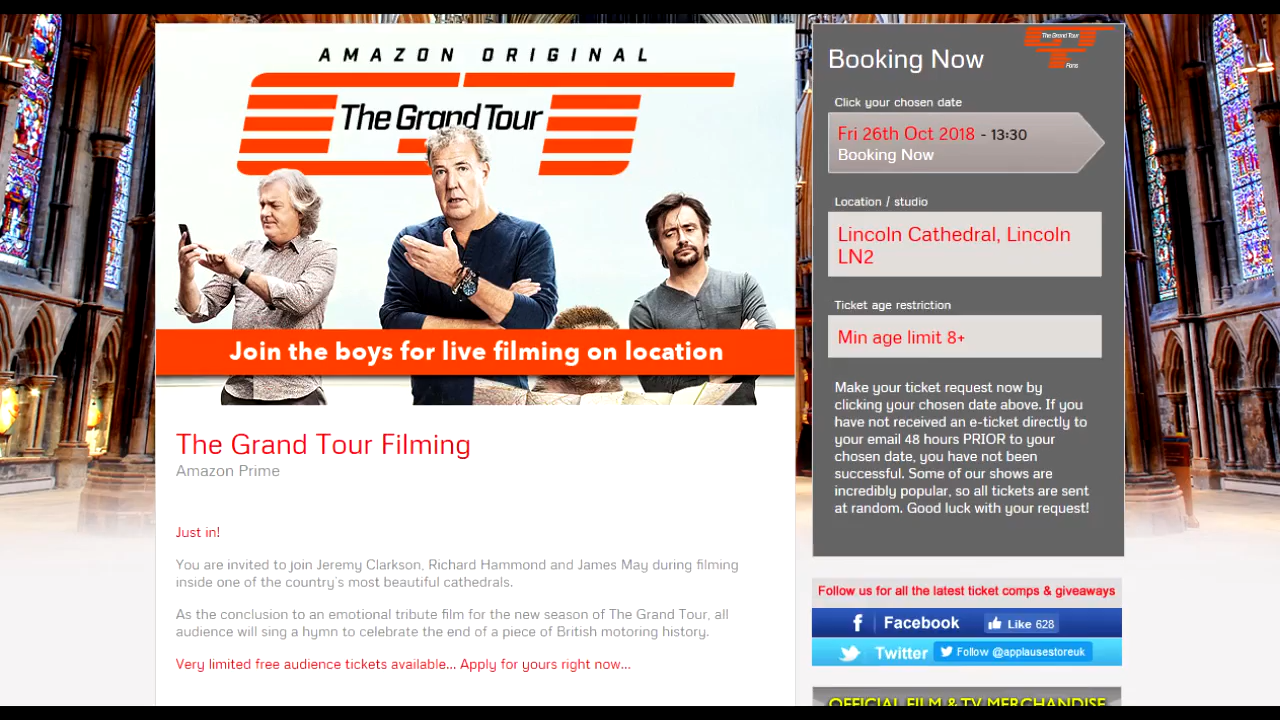 AMAZON ORIGINAL
The Grand Tour
Join the boys for live filming on location
The Grand Tour Filming
Amazon Prime
Just in!
You are invited to join Jeremy Clarkson, Richard Hammond and James May during filming
inside one of the country's most beautiful cathedrals.
As the conclusion to an emotional tribute film for the new season of The Grand Tour, all
audience will sing a hymn to celebrate the end of a piece of British motoring history.
Very limited free audience tickets available... Apply for yours right now...
The Grand Tour
Fans
Booking Now
Click your chosen date
Fri 26th Oct 2018 - 13:30
Booking Now
Location / studio
Lincoln Cathedral, Lincoln
LN2
Ticket age restriction
Min age limit 8+
Make your ticket request now by
clicking your chosen date above. If you
have not received an e-ticket directly to
your email 48 hours PRIOR to your
chosen date, you have not been
successful. Some of our shows are
incredibly popular, so all tickets are sent
at random. Good luck with your request!
Follow us for all the latest ticket comps & giveaways
Facebook Like 628
Twitter Follow @applausestoreuk
OFFICIAL FILM & TV MERCHANDISE